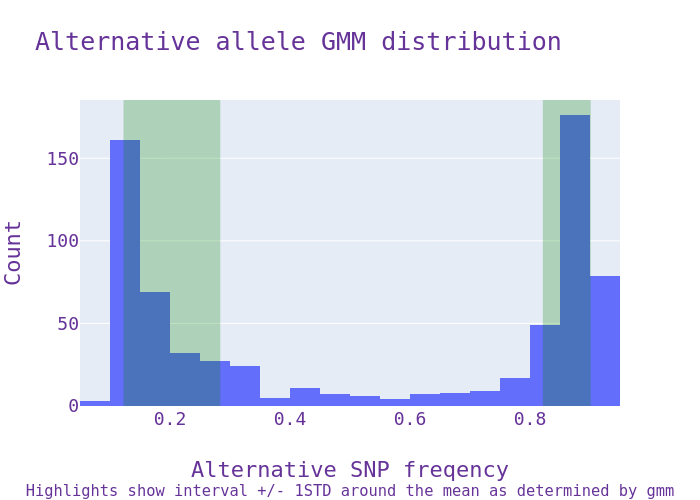 Alternative allele GMM distribution
150
100
50
0
Count
0.2 0.4 0.6 0.8
Alternative SNP freqency
Highlights show interval +/- 1STD around the mean as determined by gmm